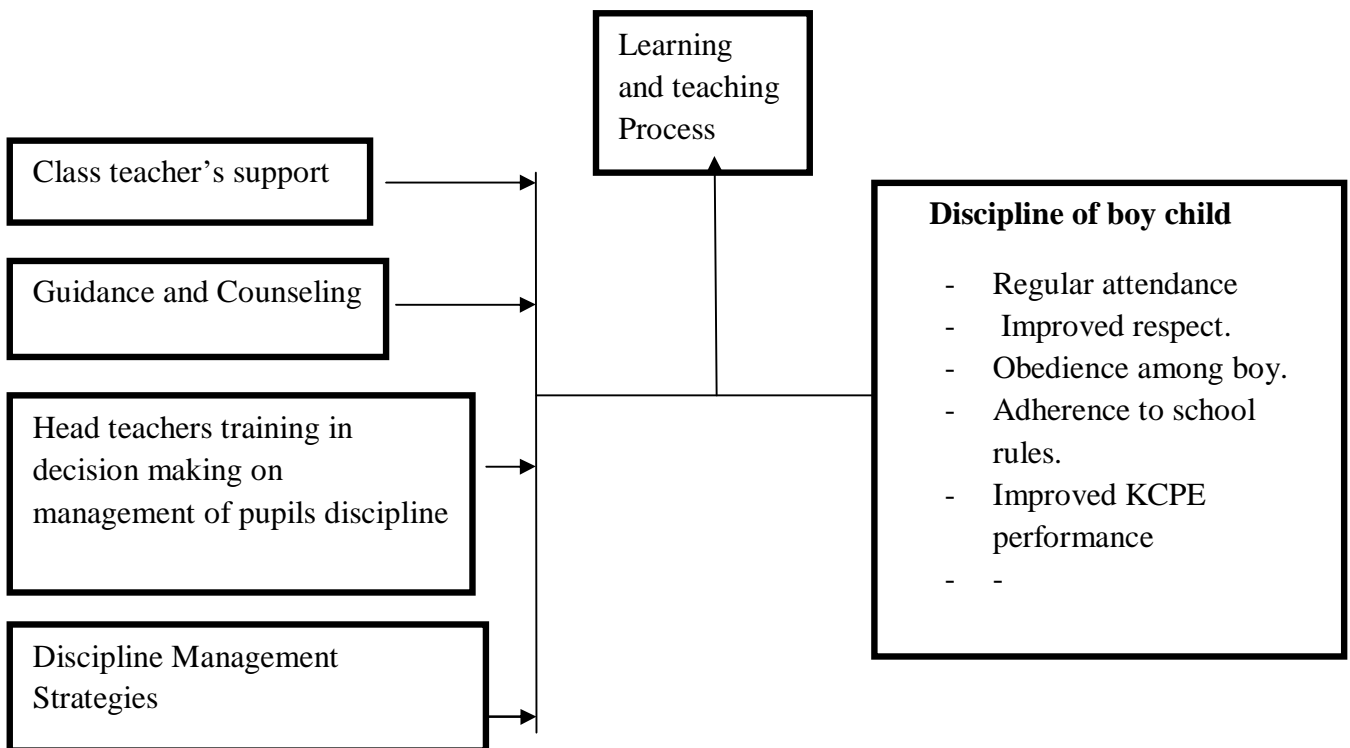 Learning
and teaching
Process
Class teacher’s support
Guidance and Counseling
Head teachers training in
decision making on
management of pupils discipline
Discipline Management
Strategies
Discipline of boy child
- Regular attendance
- Improved respect.
- Obedience among boy.
- Adherence to school
rules.
- Improved KCPE
performance
- -